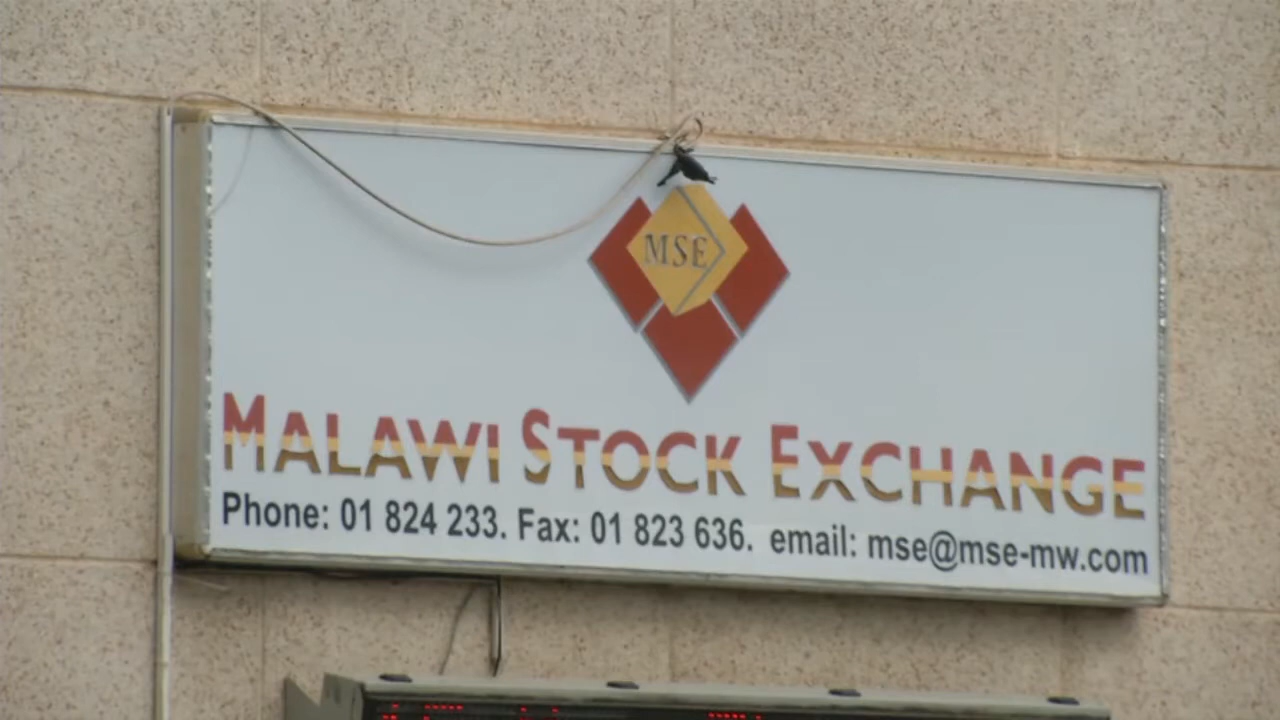 MSE
MALAWI STOCK EXCHANGE
Phone: 01 824 233. Fax: 01 823 636. email: mse@mse-mw.com